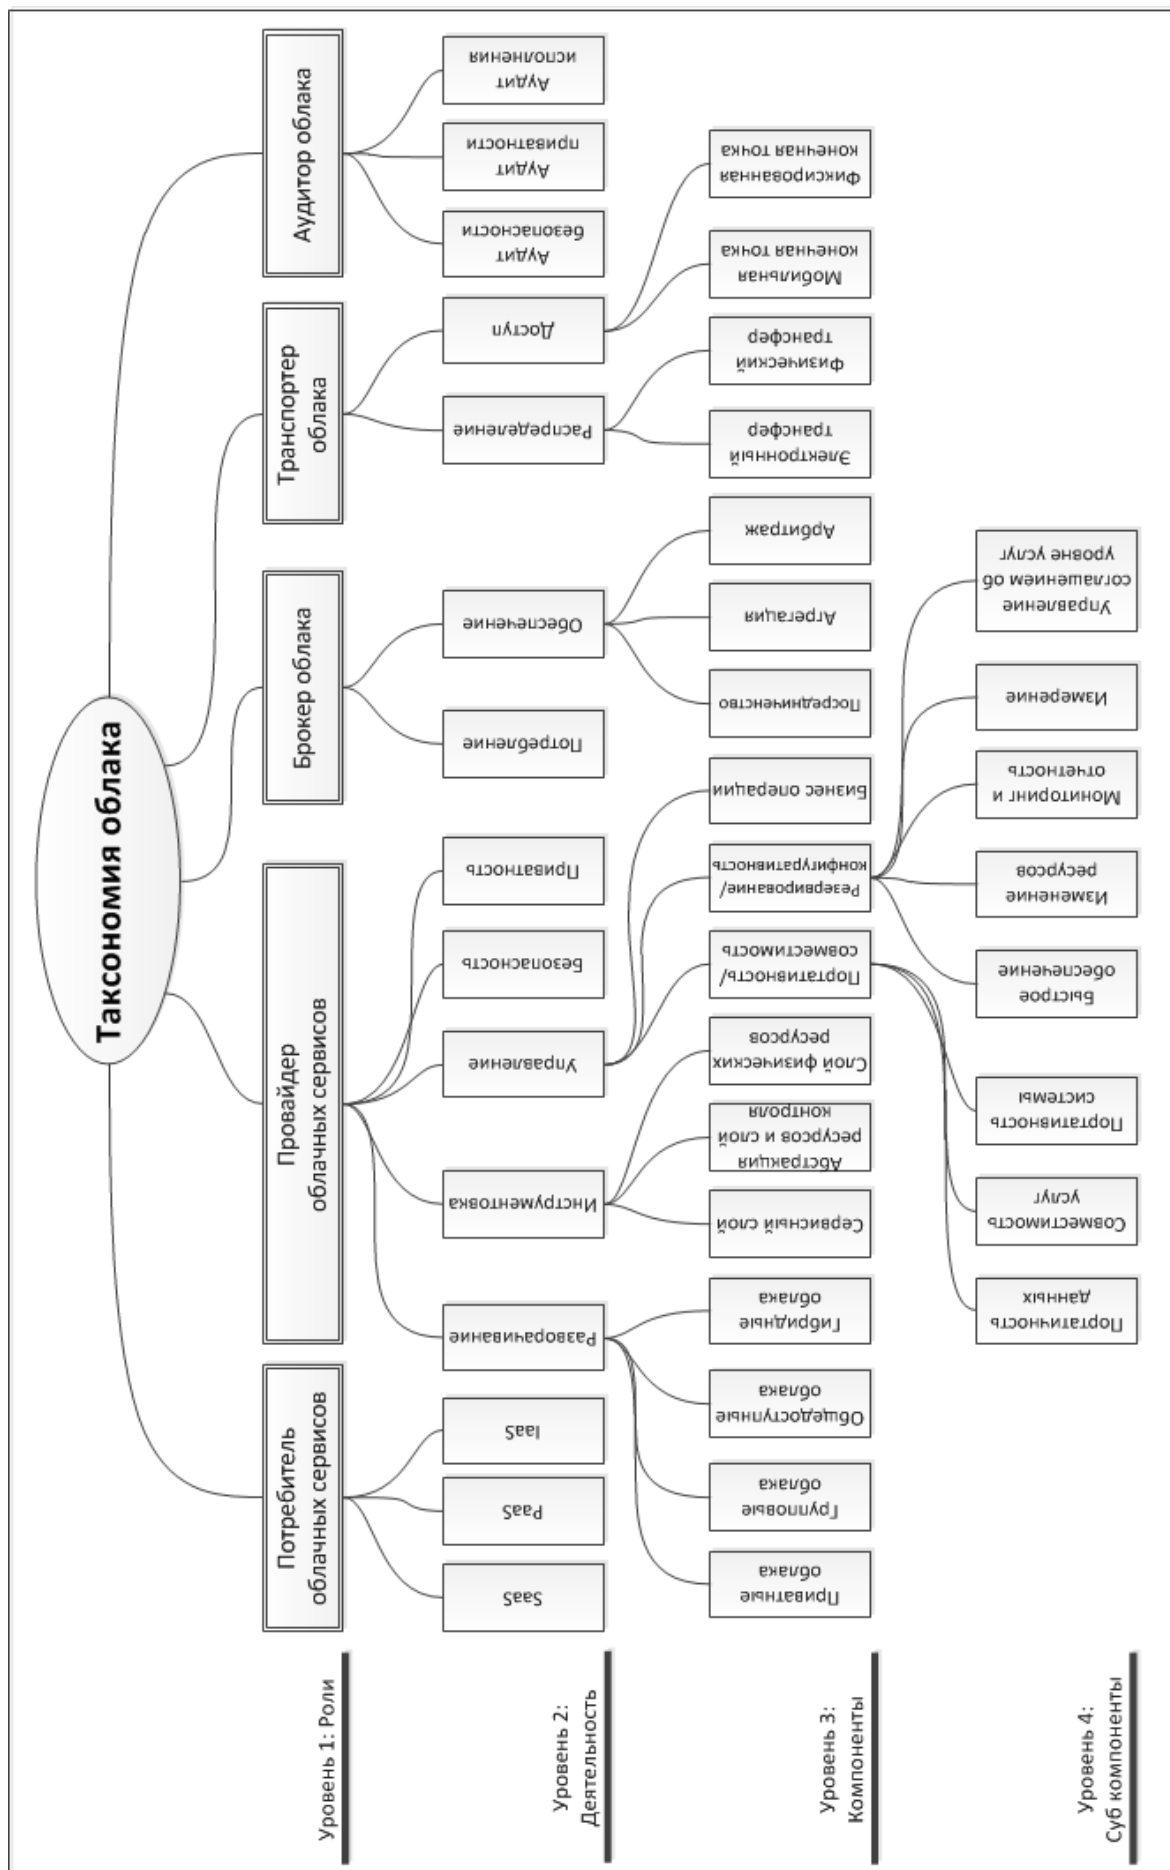 Таксономия облака
Уровень 1: Роли
Потребитель
облачных сервисов
Провайдер
облачных сервисов
Брокер облака
Транспортер
облака
Аудитор облака
Уровень 2:
Деятельность
SaaS
PaaS
IaaS
Разворачивание
Инструментовка
Управление
Безопасность
Приватность
Потребление
Обеспечение
Распределение
Доступ
Аудит
безопасности
Аудит
приватности
Аудит
исполнения
Уровень 3:
Компоненты
Приватные
облака
Групповые
облака
Общедоступные
облака
Гибридные
облака
Сервисный слой
Абстракция
ресурсов и слой
контроля
Слой физических
ресурсов
Портативность/
совместимость
Резервирование/
конфигуративность
Бизнес операции
Посредниченство
Агрегация
Арбитраж
Электронный
трансфер
Физический
трансфер
Мобильная
конечная точка
Фиксированная
конечная точка
Уровень 4:
Суб компоненты
Портатичность
данных
Совместимость
услуг
Портативность
системы
Быстрое
обеспечение
Изменение
ресурсов
Мониторинг и
отчетность
Измерение
Управление
соглашением об
уровне услуг